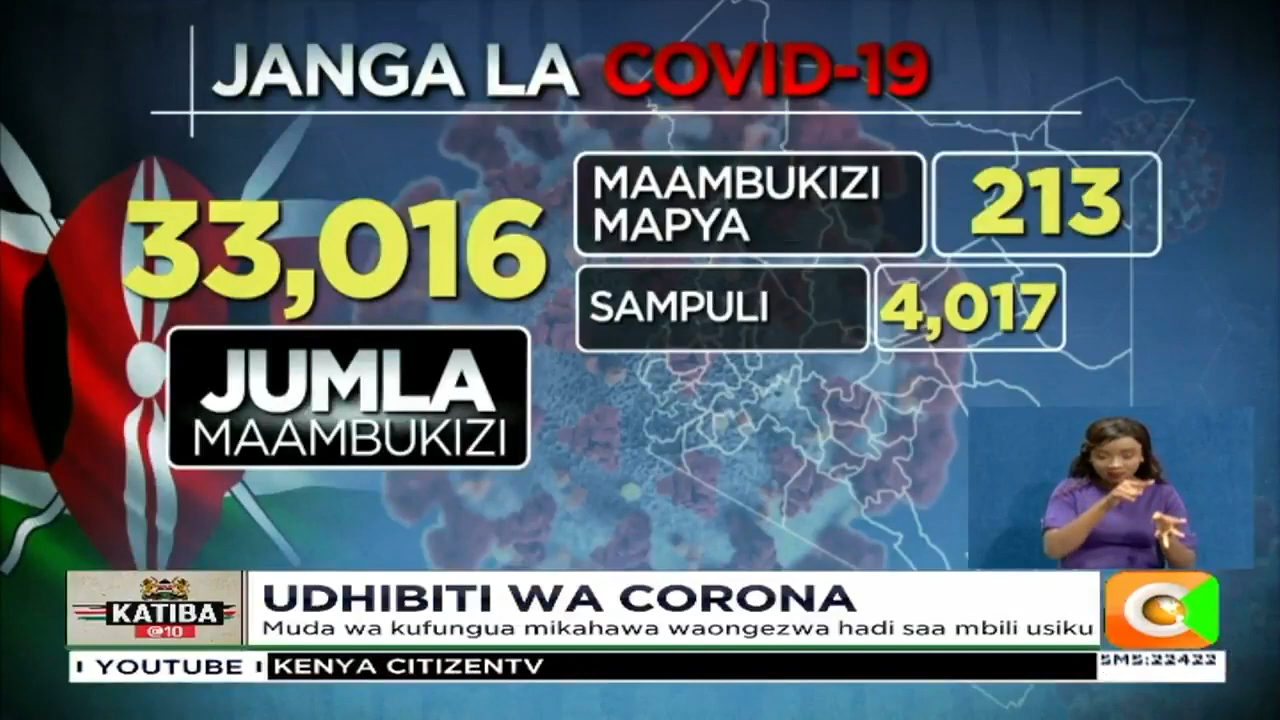 JANGA LA COVID-19
33,016
JUMLA
MAAMBUKIZI
MAAMBUKIZI
MAPYA
213
SAMPULI
4,017
KATIBA
@10
UDHIBITI WA CORONA
Muda wa kufungua mikahawa waongezwa hadi saa mbili usiku
YOUTUBE
KENYA CITIZENTV
SMS:22422